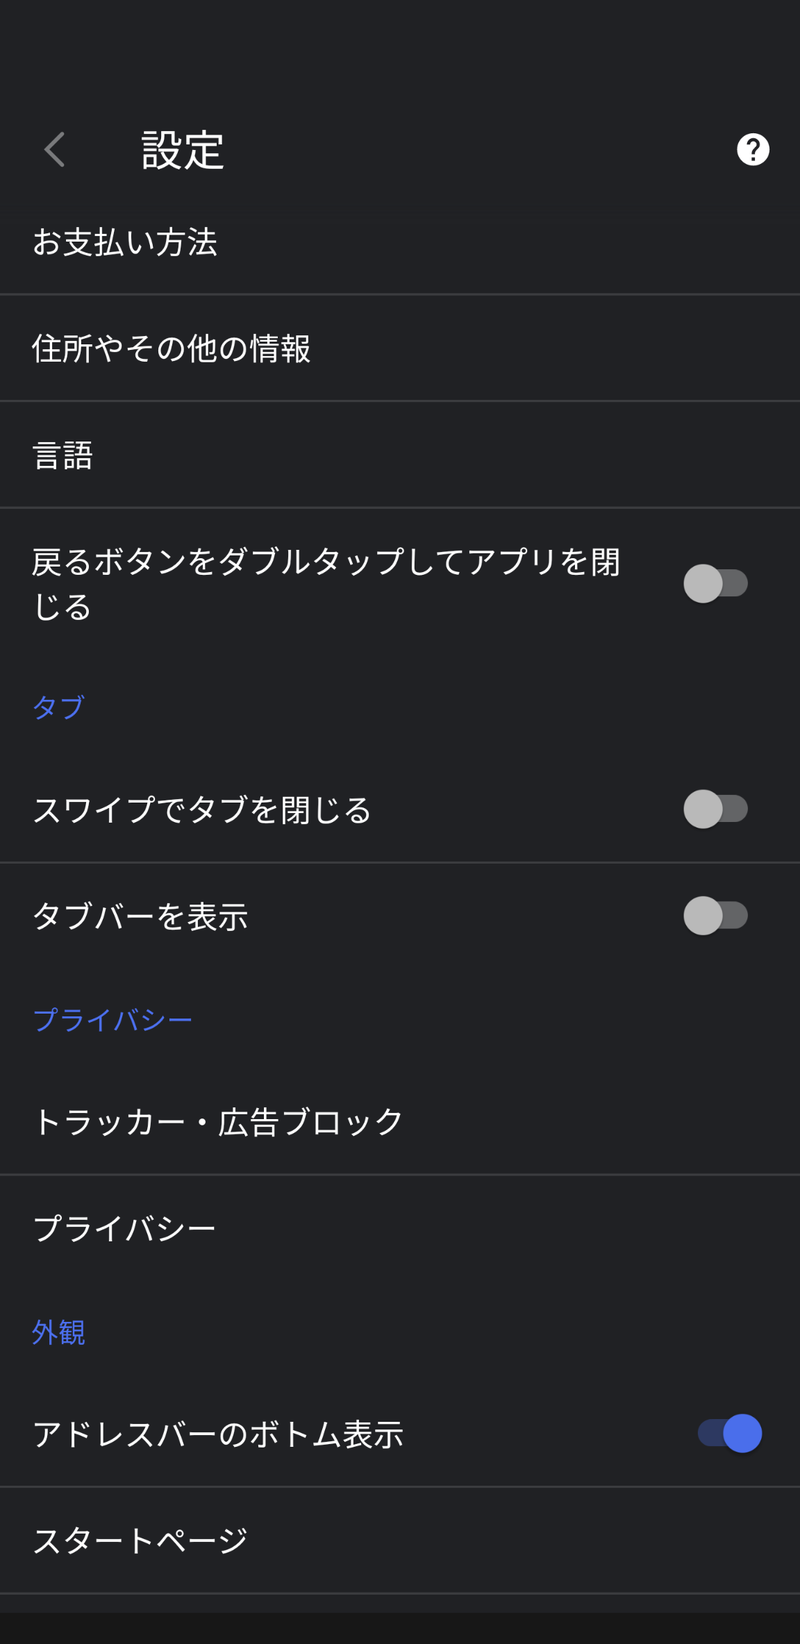 設定
お支払い方法
住所やその他の情報
言語
戻るボタンをダブルタップしてアプリを閉
じる
タブ
スワイプでタブを閉じる
タブバーを表示
プライバシー
トラッカー・広告ブロック
プライバシー
外観
アドレスバーのボトム表示
スタートページ